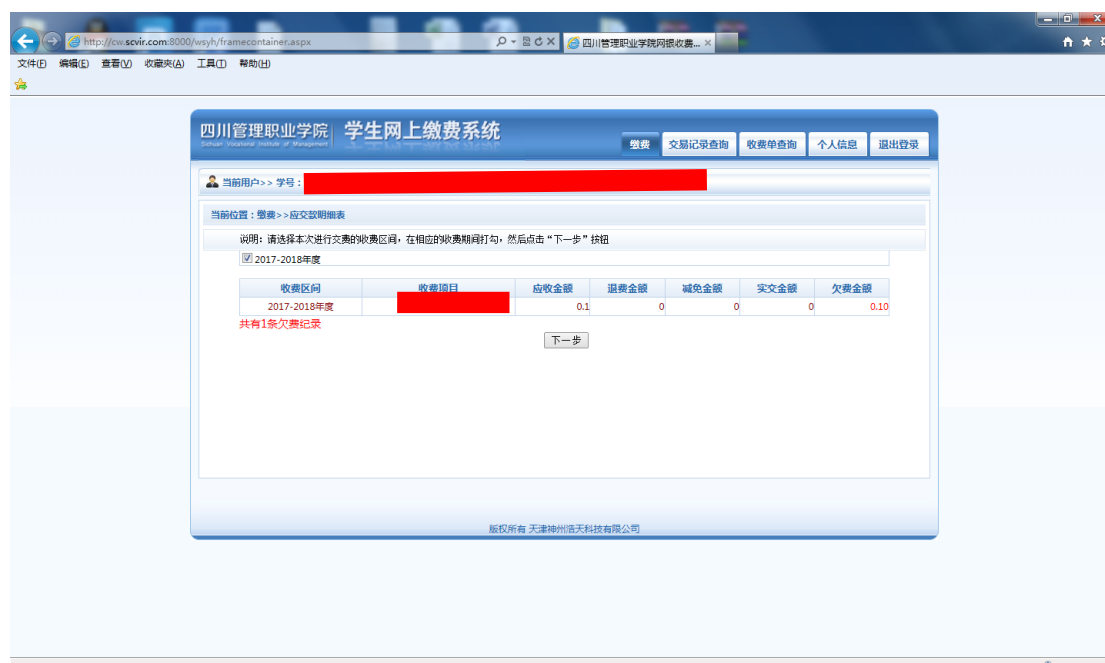 http://cw.scvir.com:8000/wsyh/framecontainer.aspx
四川管理职业学院网银收费... ×
文件(F) 编辑(E) 查看(V) 收藏夹(A) 工具(T) 帮助(H)
四川管理职业学院 学生网上缴费系统
Sichuan Vocational Institute of Management
缴费 交易记录查询 收费单查询 个人信息 退出登录
当前用户>> 学号：
当前位置：缴费>>应交款明细表
说明：请选择本次进行交费的收费区间，在相应的收费期间打勾，然后点击“下一步”按钮
2017-2018年度
收费区间 收费项目 应收金额 退费金额 减免金额 实交金额 欠费金额
2017-2018年度 0.1 0 0 0 0.10
共有1条欠费纪录
下一步
版权所有 天津神州浩天科技有限公司